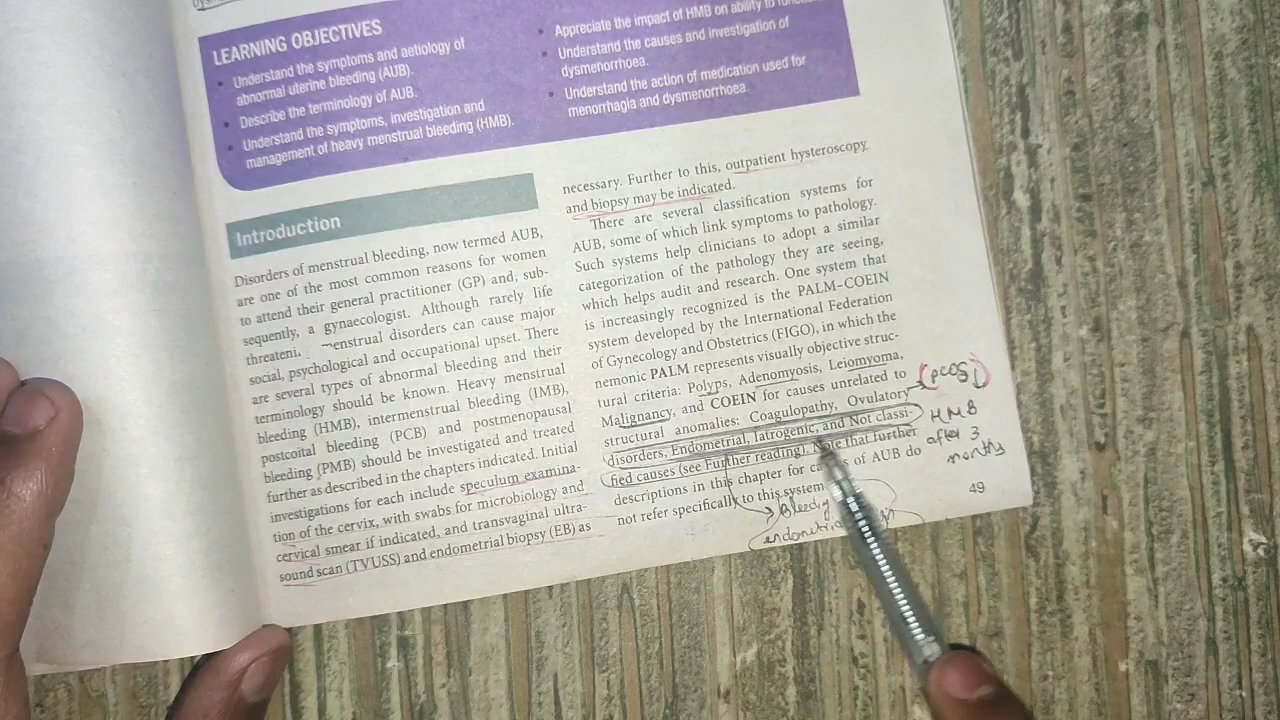 LEARNING OBJECTIVES
• Understand the symptoms and aetiology of
abnormal uterine bleeding (AUB).
• Describe the terminology of AUB.
• Understand the symptoms, investigation and
management of heavy menstrual bleeding (HMB).
• Appreciate the impact of HMB on ability to
• Understand the causes and investigation of
dysmenorrhoea.
• Understand the action of medication used for
menorrhagia and dysmenorrhoea.
Introduction
Disorders of menstrual bleeding, now termed AUB,
are one of the most common reasons for women
to attend their general practitioner (GP) and, sub-
sequently, a gynaecologist. Although rarely life
threateni menstrual disorders can cause major
social, psychological and occupational upset. There
are several types of abnormal bleeding and their
terminology should be known. Heavy menstrual
bleeding (HMB), intermenstrual bleeding (IMB),
postcoital bleeding (PCB) and postmenopausal
bleeding (PMB) should be investigated and treated
further as described in the chapters indicated. Initial
investigations for each include speculum examina-
tion of the cervix, with swabs for microbiology and
cervical smear if indicated, and transvaginal ultra-
sound scan (TVUSS) and endometrial biopsy (EB) as
necessary. Further to this, outpatient hysteroscopy
and biopsy may be indicated.
There are several classification systems for
AUB, some of which link symptoms to pathology.
Such systems help clinicians to adopt a similar
categorization of the pathology they are seeing,
which helps audit and research. One system that
is increasingly recognized is the PALM–COEIN
system developed by the International Federation
of Gynecology and Obstetrics (FIGO), in which the
nemonic PALM represents visually objective struc-
tural criteria: Polyps, Adenomyosis, Leiomyoma,
Malignancy, and COEIN for causes unrelated to
structural anomalies: Coagulopathy, Ovulatory
disorders, Endometrial, Iatrogenic, and Not classi-
fied causes (see Further reading). Note that further
descriptions in this chapter for of AUB do
not refer specifically to this system
(PCOS)
HMB
after 3
months
49